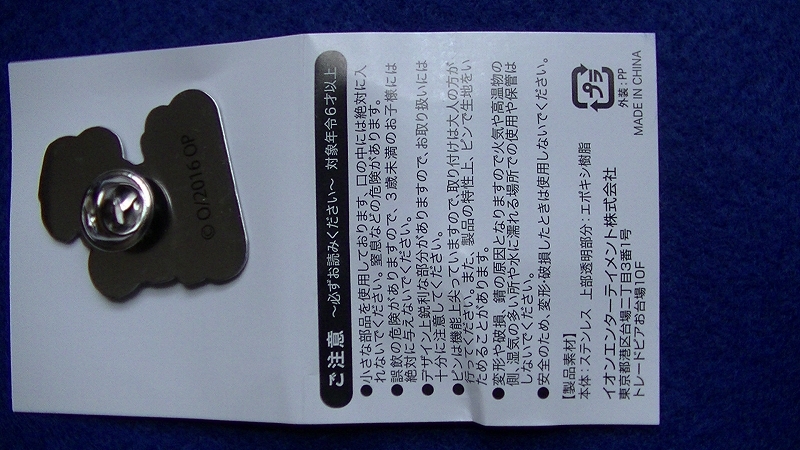 © OJ/2016 OP
ご注意 ～必ずお読みください～ 対象年令6才以上
●小さな部品を使用しております。口の中には絶対に入
れないでください。窒息などの危険があります。
●誤飲の危険がありますので、3歳未満のお子様には
絶対に与えないでください。
●デザイン上鋭利な部分がありますので、お取り扱いには
十分に注意してください。
●ピンは機能上尖っていますので、取り付けは大人の方が
行ってください。また、製品の特性上、ピンで生地をい
ためることがあります。
●変形や破損、錆の原因となりますので火気や高温物の
側、湿気の多い所や水に濡れる場所での使用や保管は
しないでください。
●安全のため、変形・破損したときは使用しないでください。
【製品素材】
本体：ステンレス 上部透明部分：エポキシ樹脂
イオンエンターテイメント株式会社
東京都港区台場二丁目3番1号
トレードピアお台場10F
プラ
外装：PP
MADE IN CHINA